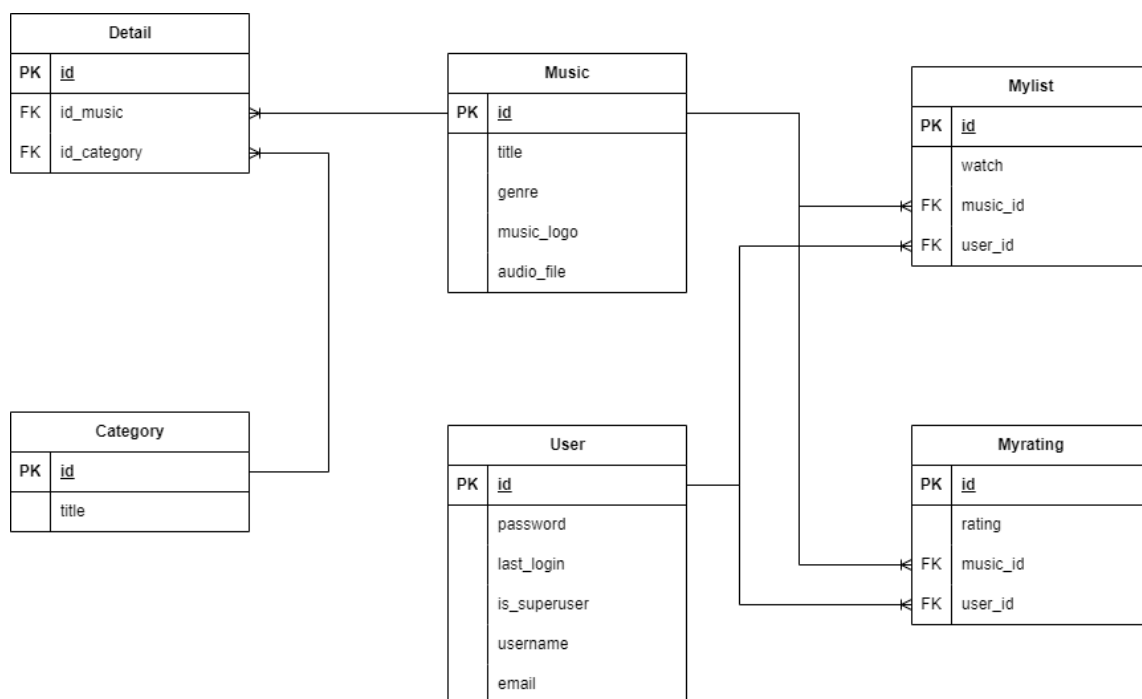 Detail
PK id
FK id_music
FK id_category
Music
PK id
title
genre
music_logo
audio_file
Mylist
PK id
watch
FK music_id
FK user_id
Category
PK id
title
User
PK id
password
last_login
is_superuser
username
email
Myrating
PK id
rating
FK music_id
FK user_id